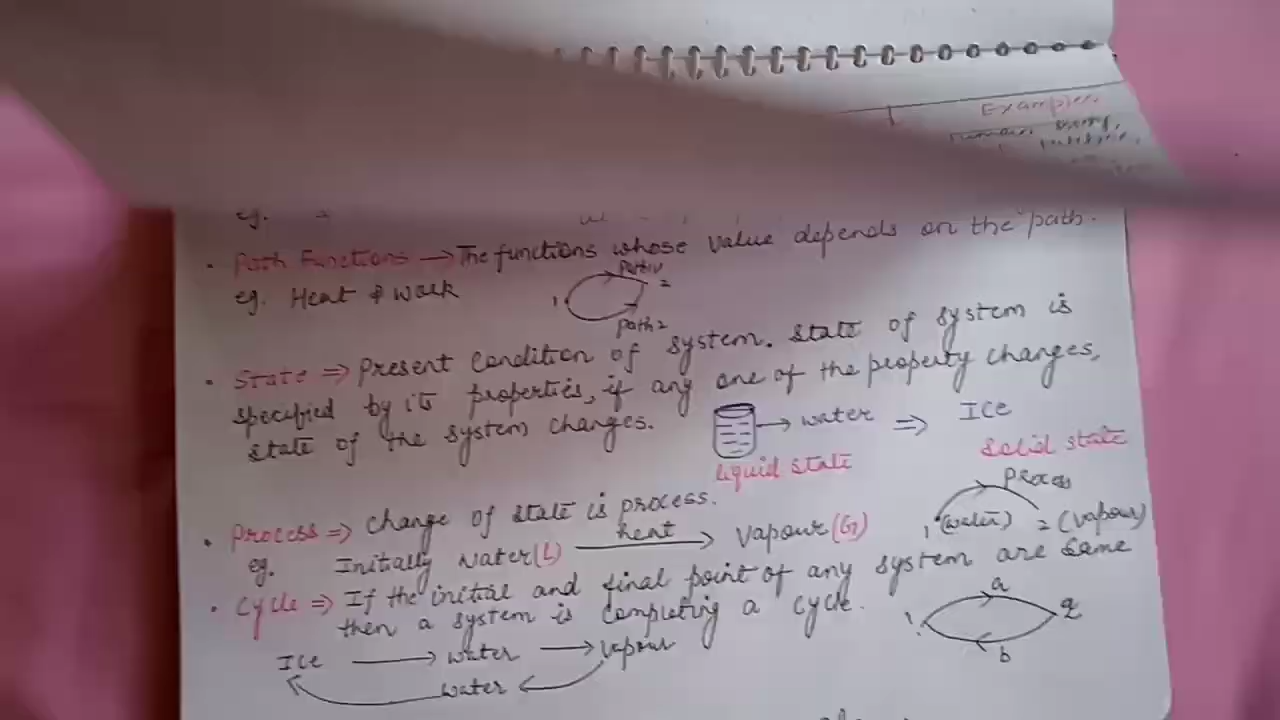 Examples
eg.
. Path Functions → The functions whose value depends on the path.
eg. Heat & Work
Path 1
1 2
Path 2
. State ⇒ Present Condition of system. State of system is
specified by its properties, if any one of the property changes,
state of the system changes.
→ water ⇒ Ice
liquid state
Solid state
. Process ⇒ Change of state is process.
Process
1 (water) 2 (vapour)
eg. Initially Water (L) heat → Vapour (G)
. Cycle ⇒ If the initial and final point of any system are same
then a system is completing a cycle.
a
1 2
b
Ice → water → Vapour
water